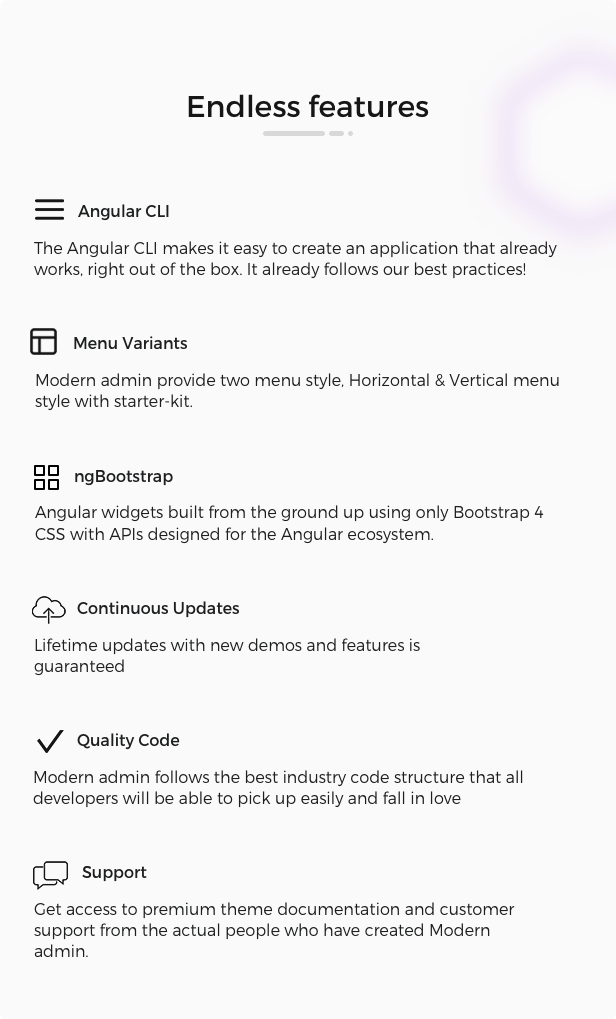 Endless features
Angular CLI
The Angular CLI makes it easy to create an application that already
works, right out of the box. It already follows our best practices!
Menu Variants
Modern admin provide two menu style, Horizontal & Vertical menu
style with starter-kit.
ngBootstrap
Angular widgets built from the ground up using only Bootstrap 4
CSS with APIs designed for the Angular ecosystem.
Continuous Updates
Lifetime updates with new demos and features is
guaranteed
Quality Code
Modern admin follows the best industry code structure that all
developers will be able to pick up easily and fall in love
Support
Get access to premium theme documentation and customer
support from the actual people who have created Modern
admin.